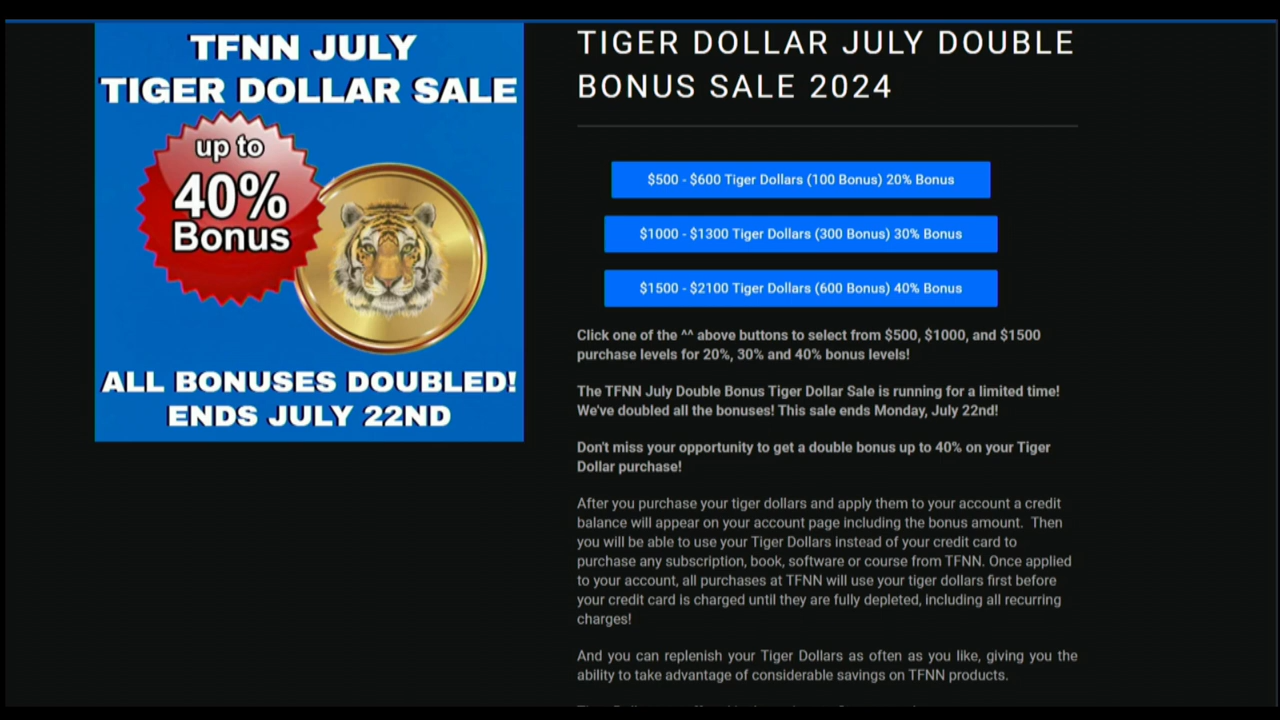 TFNN JULY
TIGER DOLLAR SALE
up to
40%
Bonus
ALL BONUSES DOUBLED!
ENDS JULY 22ND
TIGER DOLLAR JULY DOUBLE
BONUS SALE 2024
$500 - $600 Tiger Dollars (100 Bonus) 20% Bonus
$1000 - $1300 Tiger Dollars (300 Bonus) 30% Bonus
$1500 - $2100 Tiger Dollars (600 Bonus) 40% Bonus
Click one of the ^^ above buttons to select from $500, $1000, and $1500
purchase levels for 20%, 30% and 40% bonus levels!
The TFNN July Double Bonus Tiger Dollar Sale is running for a limited time!
We've doubled all the bonuses! This sale ends Monday, July 22nd!
Don't miss your opportunity to get a double bonus up to 40% on your Tiger
Dollar purchase!
After you purchase your tiger dollars and apply them to your account a credit
balance will appear on your account page including the bonus amount. Then
you will be able to use your Tiger Dollars instead of your credit card to
purchase any subscription, book, software or course from TFNN. Once applied
to your account, all purchases at TFNN will use your tiger dollars first before
your credit card is charged until they are fully depleted, including all recurring
charges!
And you can replenish your Tiger Dollars as often as you like, giving you the
ability to take advantage of considerable savings on TFNN products.